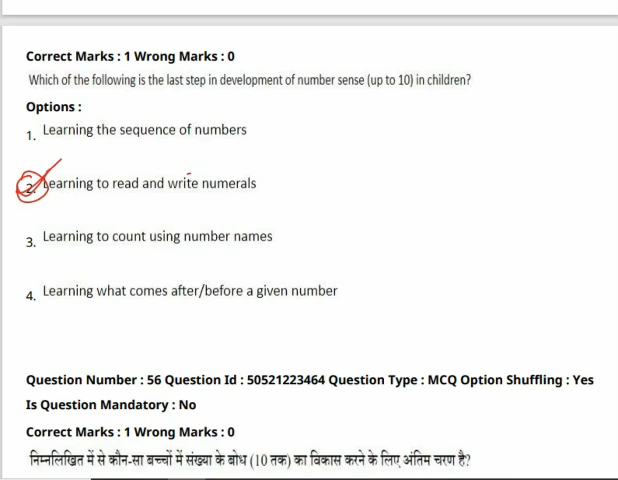 Correct Marks : 1 Wrong Marks : 0
Which of the following is the last step in development of number sense (up to 10) in children?
Options :
1. Learning the sequence of numbers
2. Learning to read and write numerals
3. Learning to count using number names
4. Learning what comes after/before a given number
Question Number : 56 Question Id : 50521223464 Question Type : MCQ Option Shuffling : Yes
Is Question Mandatory : No
Correct Marks : 1 Wrong Marks : 0
निम्नलिखित में से कौन-सा बच्चों में संख्या के बोध (10 तक) का विकास करने के लिए अंतिम चरण है?